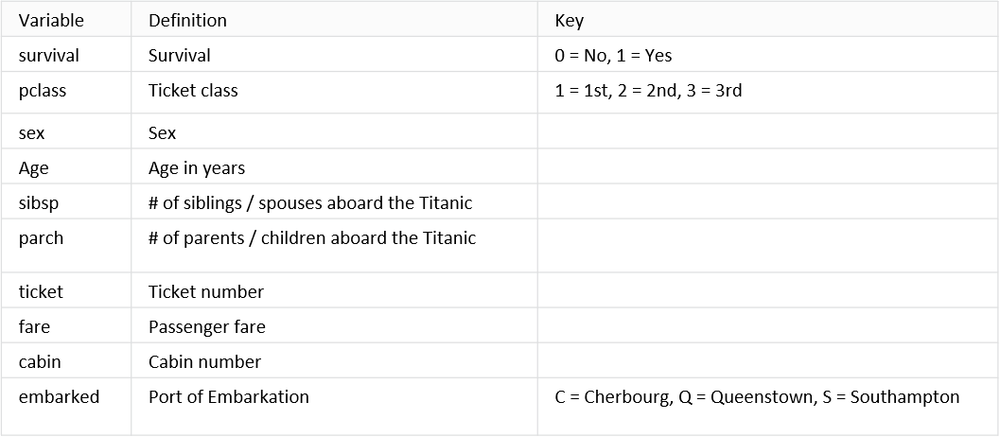 Variable Definition Key
survival Survival 0 = No, 1 = Yes
pclass Ticket class 1 = 1st, 2 = 2nd, 3 = 3rd
sex Sex
Age Age in years
sibsp # of siblings / spouses aboard the Titanic
parch # of parents / children aboard the Titanic
ticket Ticket number
fare Passenger fare
cabin Cabin number
embarked Port of Embarkation C = Cherbourg, Q = Queenstown, S = Southampton